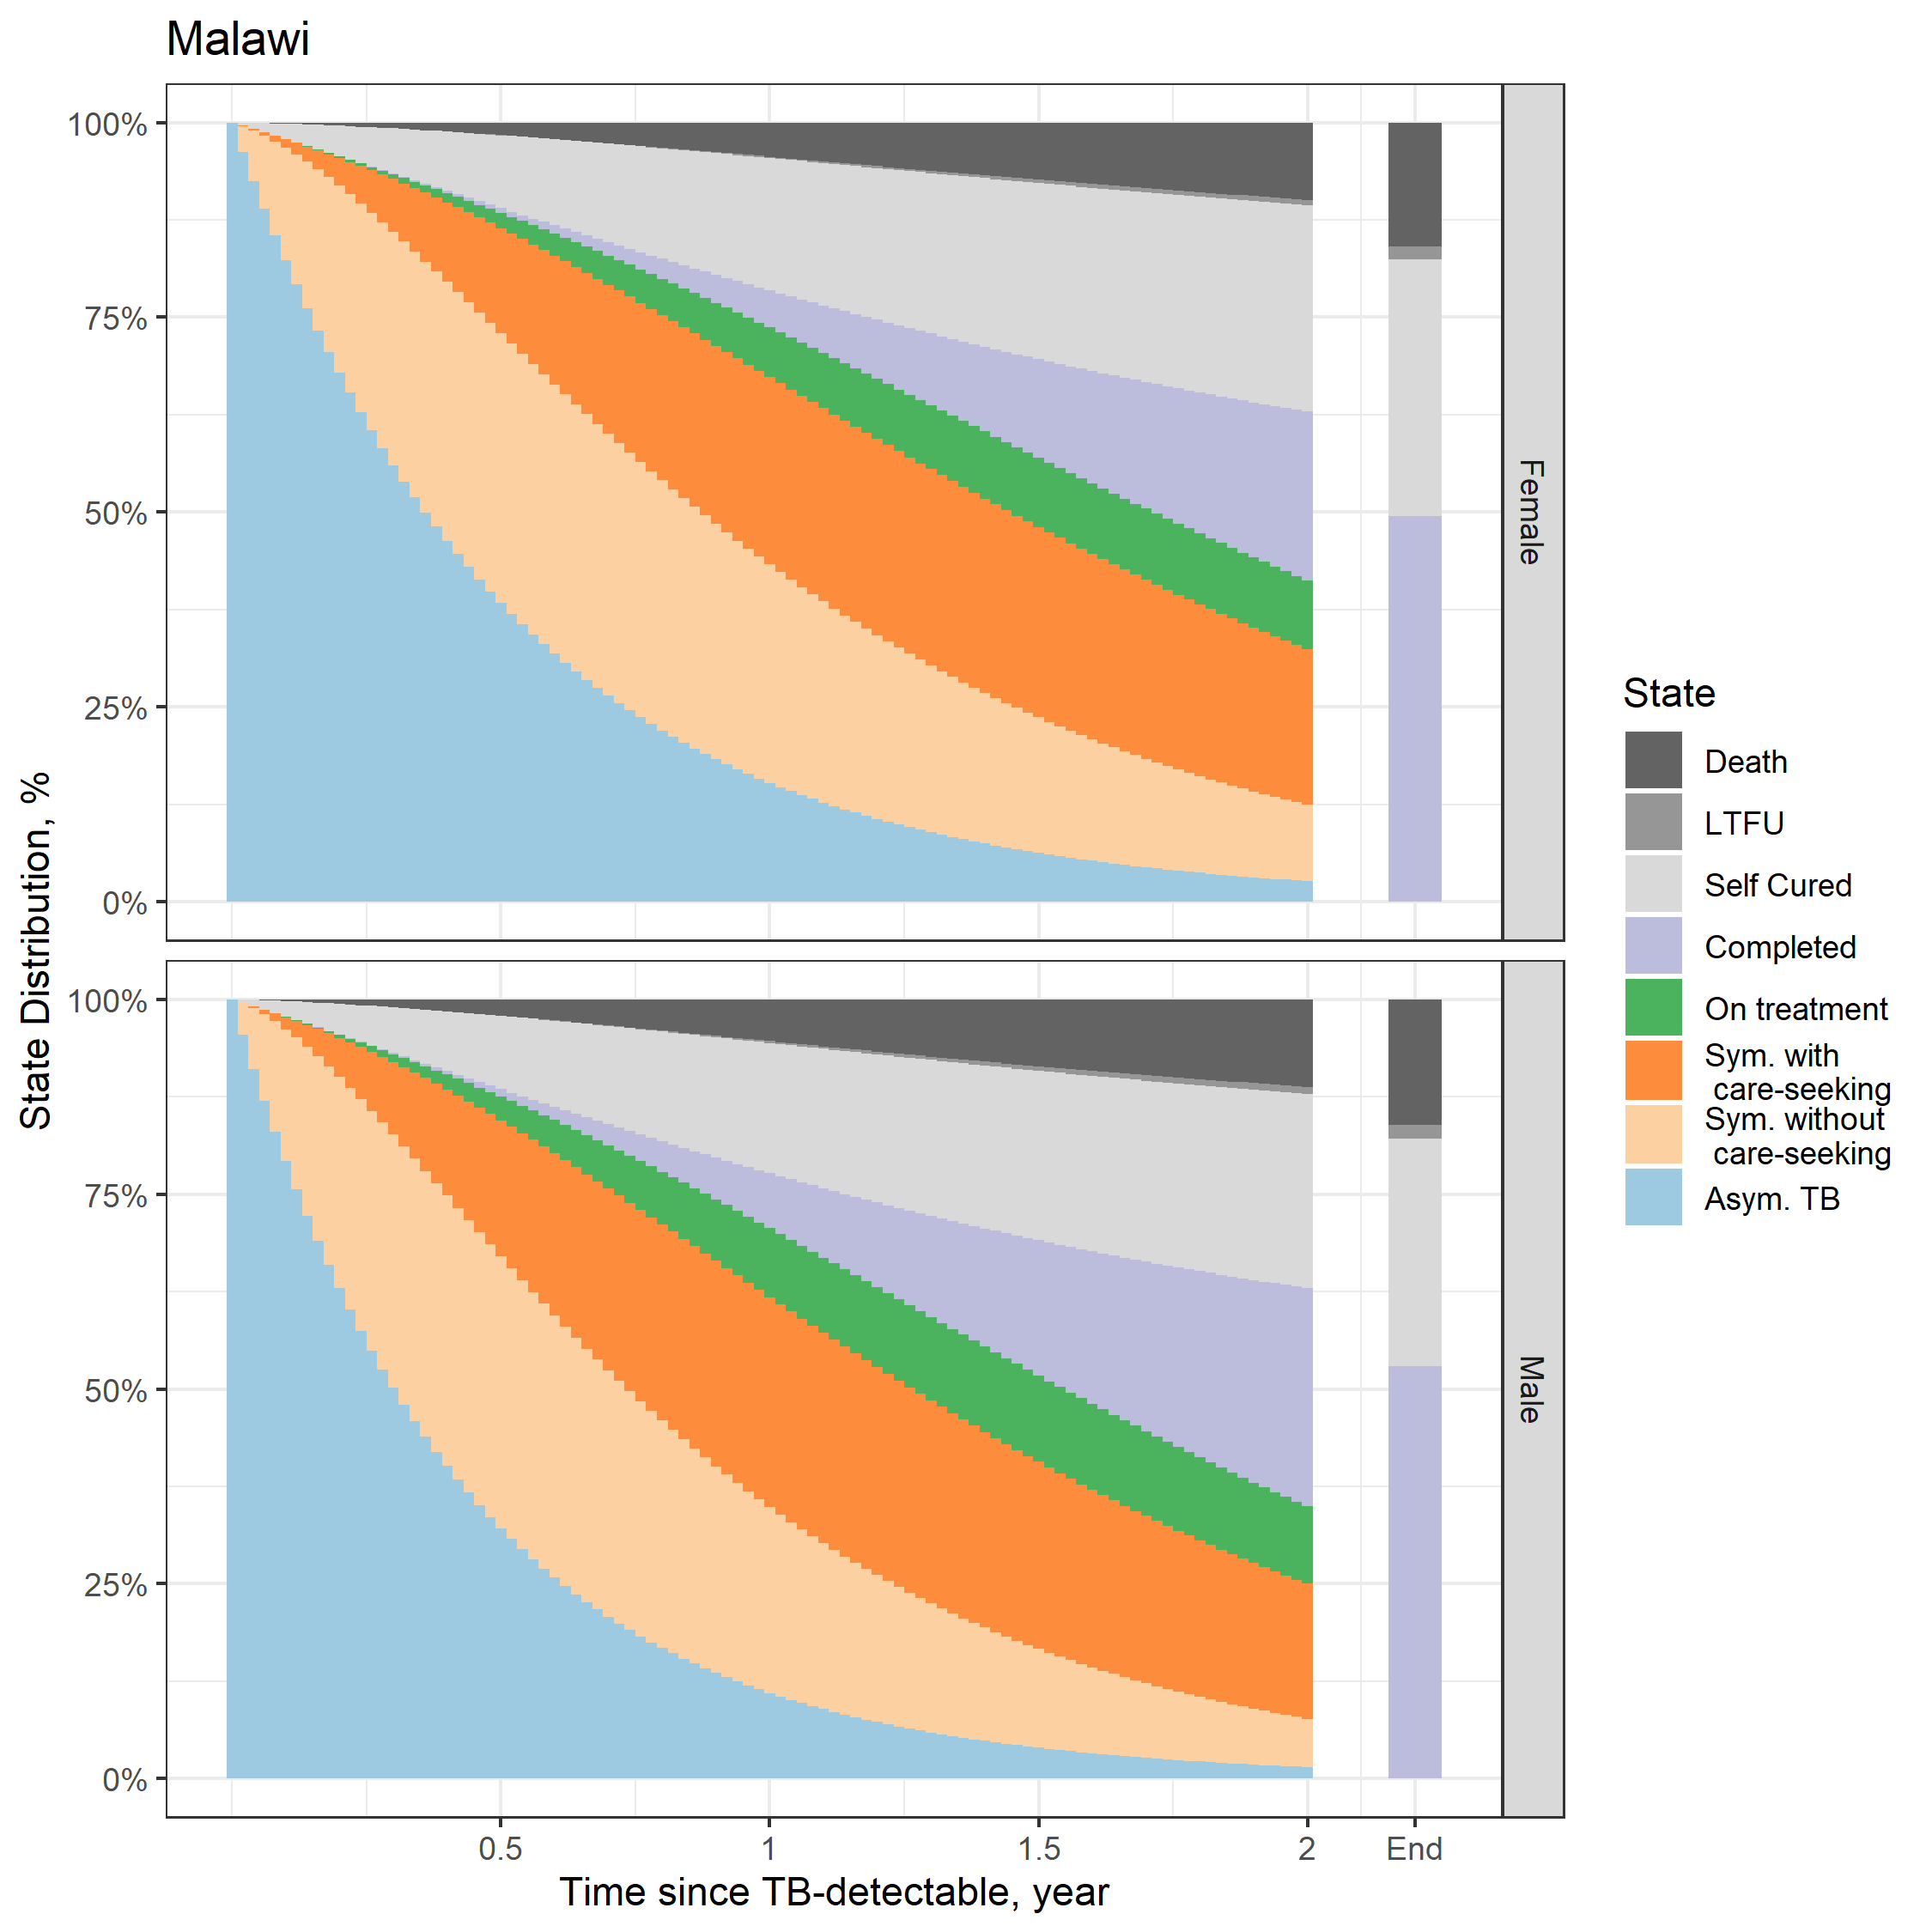 Malawi
State Distribution, %
100%
75%
50%
25%
0%
Female
100%
75%
50%
25%
0%
Male
0.5
1
1.5
2
End
Time since TB-detectable, year
State
Death
LTFU
Self Cured
Completed
On treatment
Sym. with
care-seeking
Sym. without
care-seeking
Asym. TB